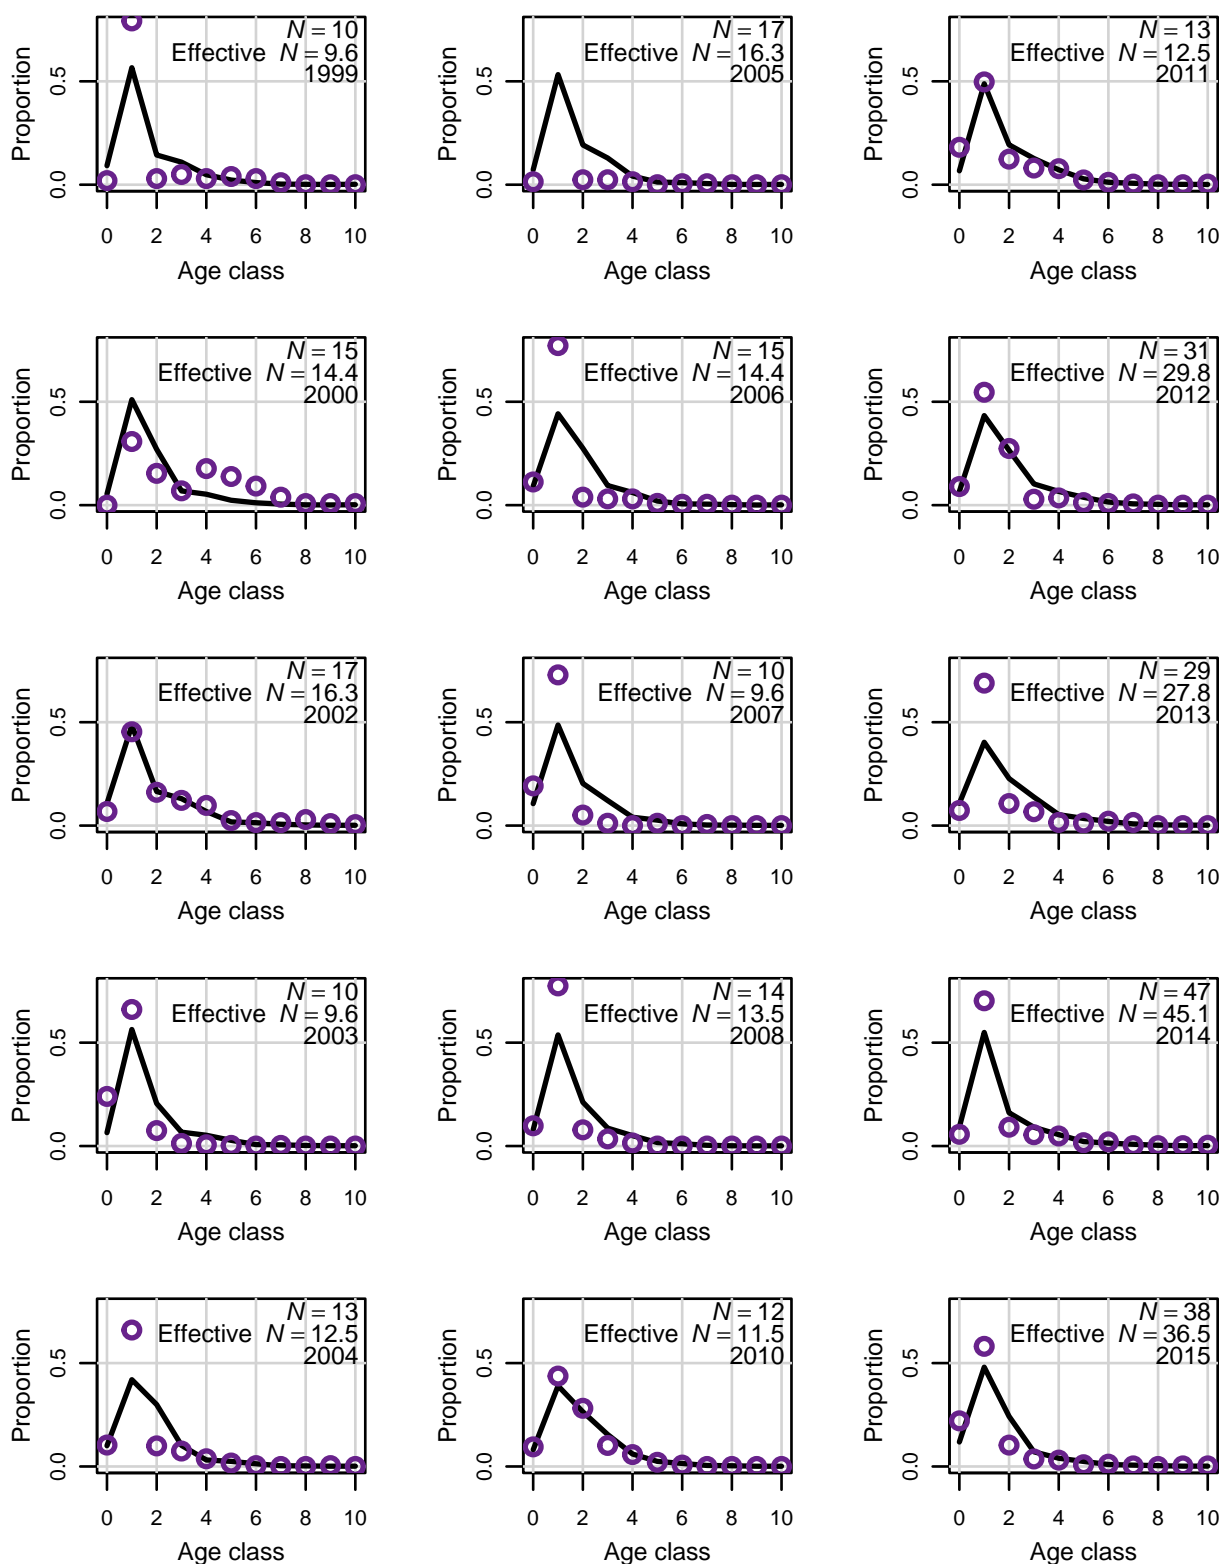 N = 10
Effective N = 9.6
1999
Proportion
0.5
0.0
0 2 4 6 8 10
Age class
N = 17
Effective N = 16.3
2005
Proportion
0.5
0.0
0 2 4 6 8 10
Age class
N = 13
Effective N = 12.5
2011
Proportion
0.5
0.0
0 2 4 6 8 10
Age class
N = 15
Effective N = 14.4
2000
Proportion
0.5
0.0
0 2 4 6 8 10
Age class
N = 15
Effective N = 14.4
2006
Proportion
0.5
0.0
0 2 4 6 8 10
Age class
N = 31
Effective N = 29.8
2012
Proportion
0.5
0.0
0 2 4 6 8 10
Age class
N = 17
Effective N = 16.3
2002
Proportion
0.5
0.0
0 2 4 6 8 10
Age class
N = 10
Effective N = 9.6
2007
Proportion
0.5
0.0
0 2 4 6 8 10
Age class
N = 29
Effective N = 27.8
2013
Proportion
0.5
0.0
0 2 4 6 8 10
Age class
N = 10
Effective N = 9.6
2003
Proportion
0.5
0.0
0 2 4 6 8 10
Age class
N = 14
Effective N = 13.5
2008
Proportion
0.5
0.0
0 2 4 6 8 10
Age class
N = 47
Effective N = 45.1
2014
Proportion
0.5
0.0
0 2 4 6 8 10
Age class
N = 13
Effective N = 12.5
2004
Proportion
0.5
0.0
0 2 4 6 8 10
Age class
N = 12
Effective N = 11.5
2010
Proportion
0.5
0.0
0 2 4 6 8 10
Age class
N = 38
Effective N = 36.5
2015
Proportion
0.5
0.0
0 2 4 6 8 10
Age class